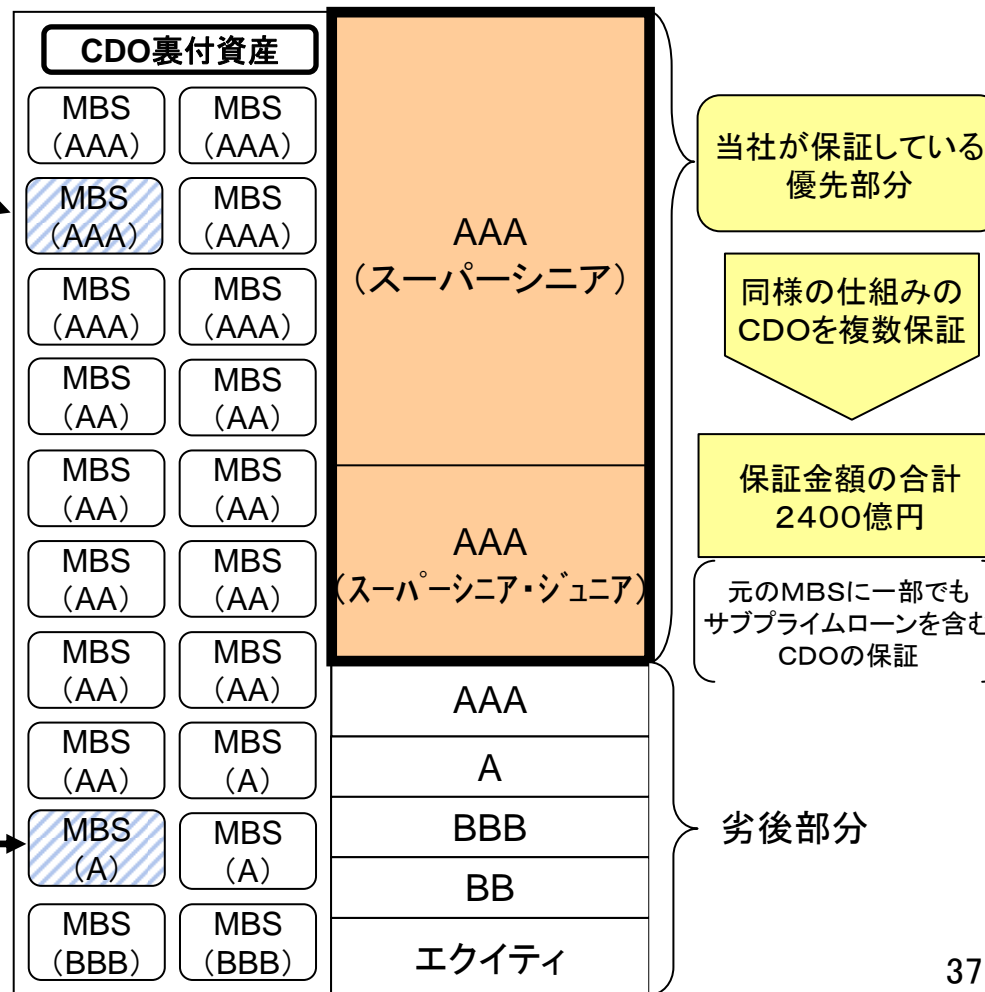 CDO裏付資産
MBS
(AAA)
MBS
(AAA)
MBS
(AAA)
MBS
(AAA)
MBS
(AAA)
MBS
(AAA)
MBS
(AA)
MBS
(AA)
MBS
(AA)
MBS
(AA)
MBS
(AA)
MBS
(AA)
MBS
(AA)
MBS
(AA)
MBS
(AA)
MBS
(A)
MBS
(A)
MBS
(A)
MBS
(BBB)
MBS
(BBB)
AAA
(スーパーシニア)
AAA
(スーパーシニア・ジュニア)
AAA
A
BBB
BB
エクイティ
当社が保証している
優先部分
同様の仕組みの
CDOを複数保証
保証金額の合計
2400億円
元のMBSに一部でも
サブプライムローンを含む
CDOの保証
劣後部分
37